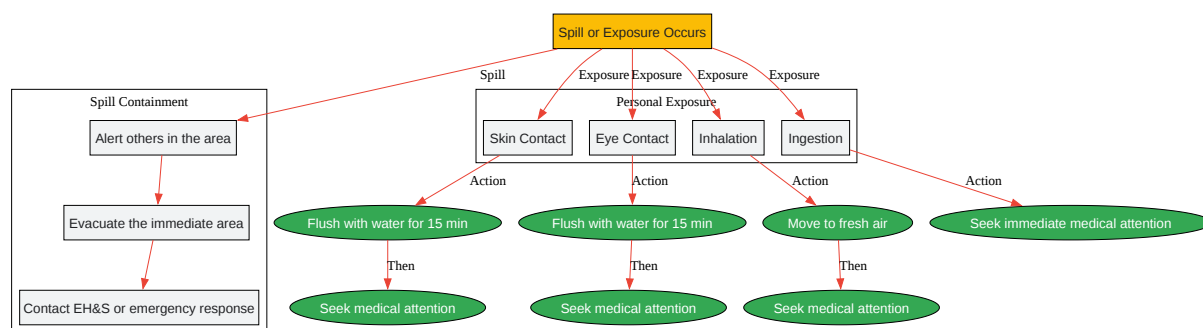 Spill or Exposure Occurs
Spill
Exposure
Exposure
Exposure
Exposure
Spill Containment
Personal Exposure
Alert others in the area
Skin Contact
Eye Contact
Inhalation
Ingestion
Action
Action
Action
Action
Evacuate the immediate area
Flush with water for 15 min
Flush with water for 15 min
Move to fresh air
Seek immediate medical attention
Then
Then
Then
Contact EH&S or emergency response
Seek medical attention
Seek medical attention
Seek medical attention